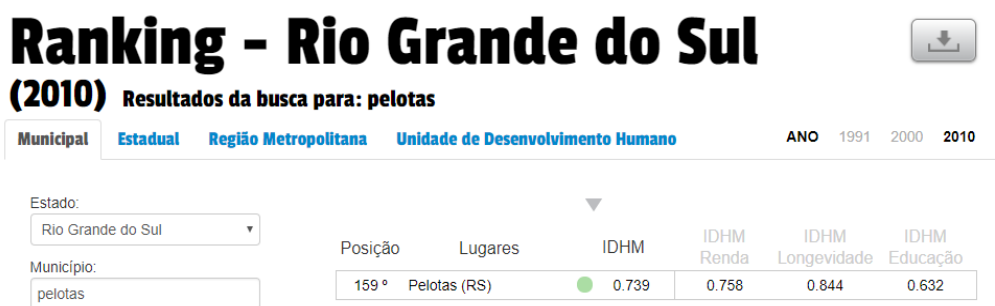 Ranking - Rio Grande do Sul
(2010) Resultados da busca para: pelotas
Municipal Estadual Região Metropolitana Unidade de Desenvolvimento Humano ANO 1991 2000 2010
Estado:
Rio Grande do Sul
Município:
pelotas
Posição Lugares IDHM IDHM Renda IDHM Longevidade IDHM Educação
159 º Pelotas (RS) 0.739 0.758 0.844 0.632